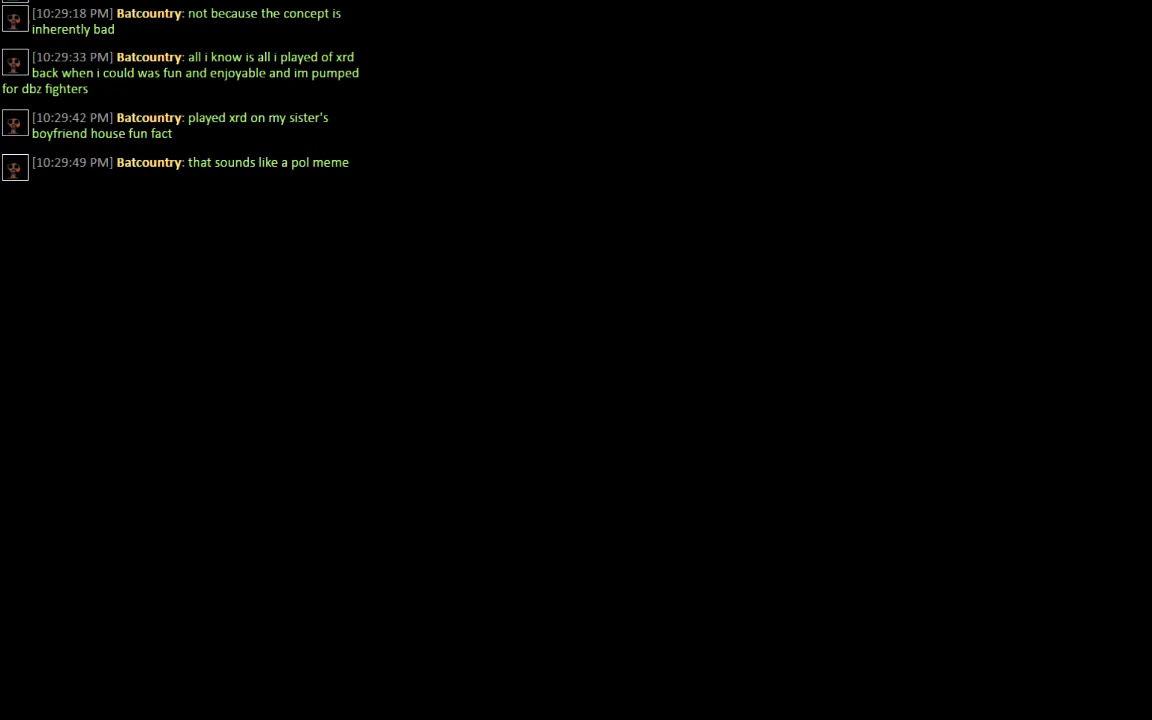 [10:29:18 PM] Batcountry: not because the concept is
inherently bad
[10:29:33 PM] Batcountry: all i know is all i played of xrd
back when i could was fun and enjoyable and im pumped
for dbz fighters
[10:29:42 PM] Batcountry: played xrd on my sister's
boyfriend house fun fact
[10:29:49 PM] Batcountry: that sounds like a pol meme